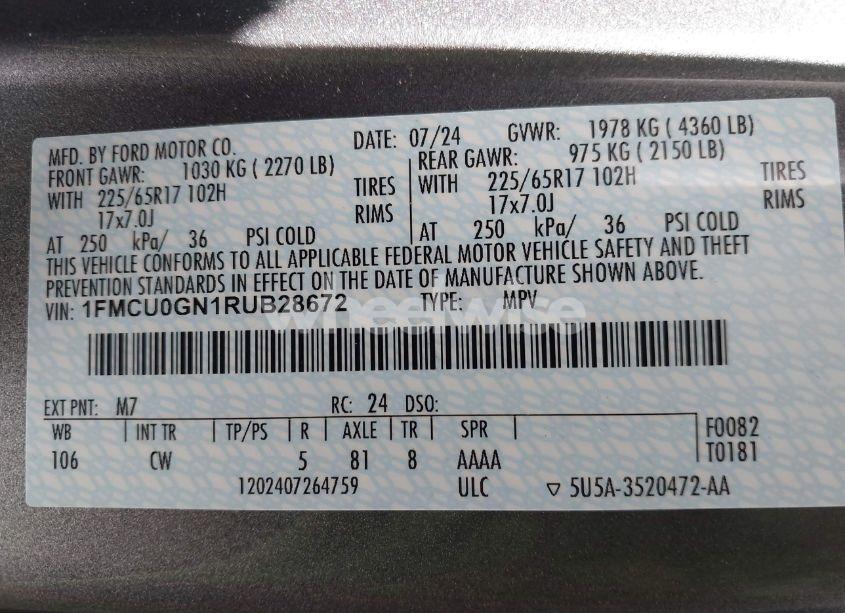 MFD. BY FORD MOTOR CO. DATE: 07/24 GVWR: 1978 KG ( 4360 LB)
FRONT GAWR: 1030 KG ( 2270 LB) REAR GAWR: 975 KG ( 2150 LB)
WITH 225/65R17 102H TIRES WITH 225/65R17 102H TIRES
17x7.0J RIMS 17x7.0J RIMS
AT 250 kPa/ 36 PSI COLD AT 250 kPa/ 36 PSI COLD
THIS VEHICLE CONFORMS TO ALL APPLICABLE FEDERAL MOTOR VEHICLE SAFETY AND THEFT
PREVENTION STANDARDS IN EFFECT ON THE DATE OF MANUFACTURE SHOWN ABOVE.
VIN: 1FMCU0GN1RUB28672 TYPE: MPV
wheelwise
EXT PNT: M7 RC: 24 DSO:
WB INT TR TP/PS R AXLE TR SPR F0082
106 CW 5 81 8 AAAA T0181
1202407264759 ULC ▽ 5U5A-3520472-AA